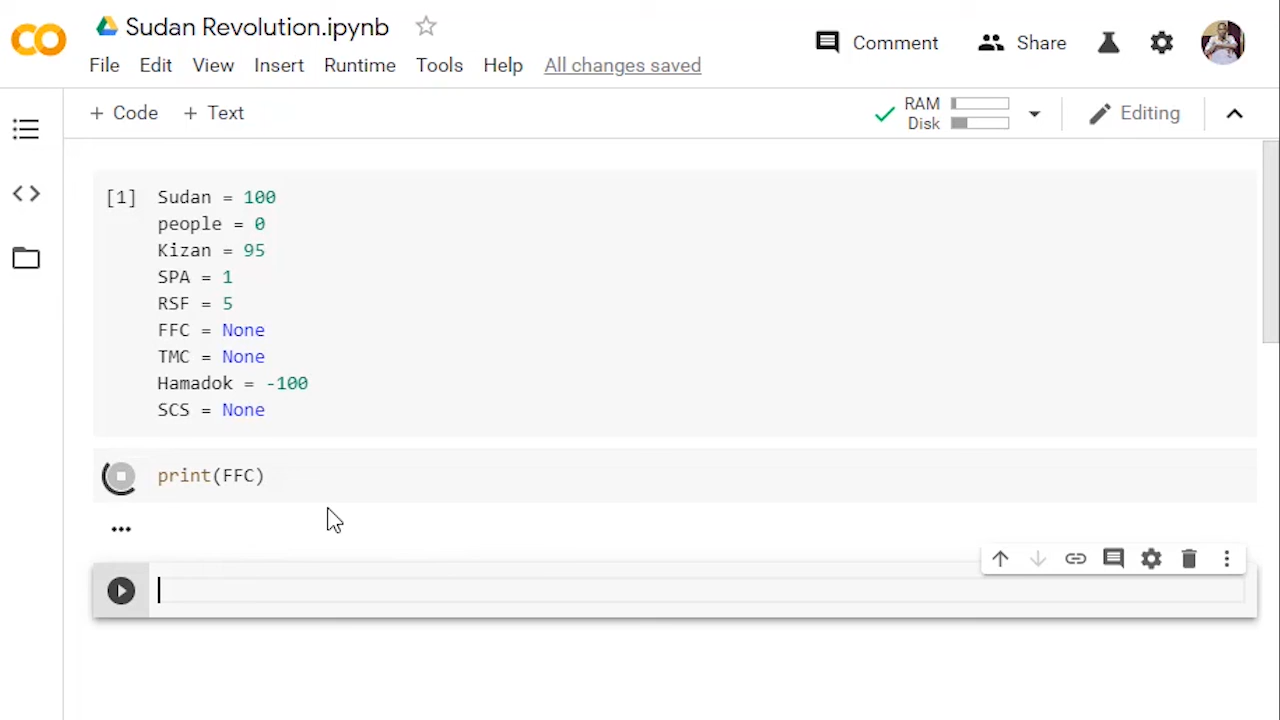 Sudan Revolution.ipynb
Comment
Share
File Edit View Insert Runtime Tools Help All changes saved
+ Code + Text
RAM
Disk
Editing
[1] Sudan = 100
people = 0
Kizan = 95
SPA = 1
RSF = 5
FFC = None
TMC = None
Hamadok = -100
SCS = None
print(FFC)